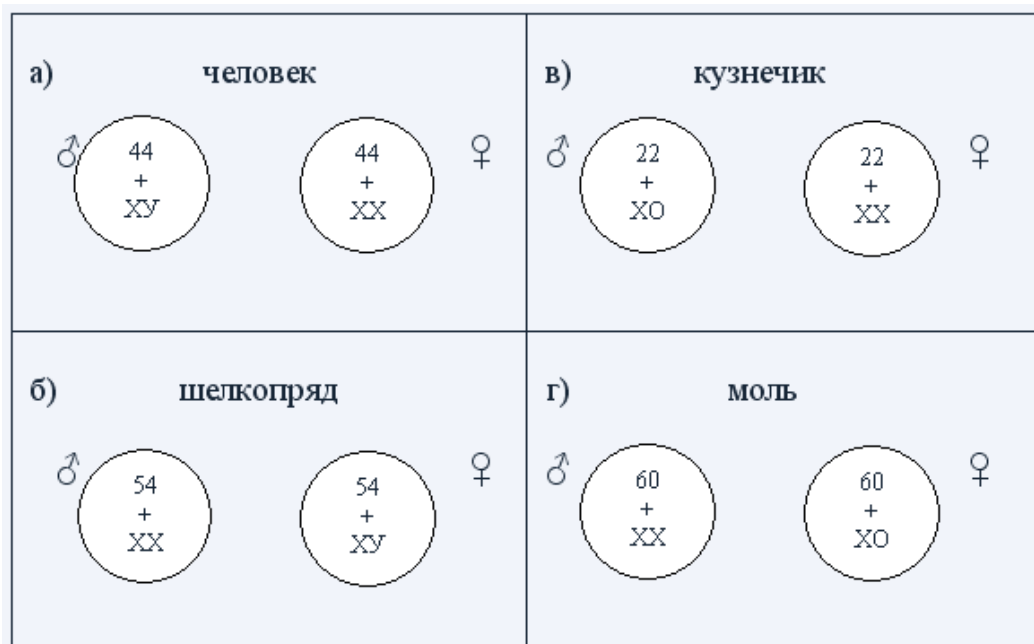 а) человек
♂ ♀
44 44
+ +
ХУ ХХ
в) кузнечик
♂ ♀
22 22
+ +
ХО ХХ
б) шелкопряд
♂ ♀
54 54
+ +
ХХ ХУ
г) моль
♂ ♀
60 60
+ +
ХХ ХО